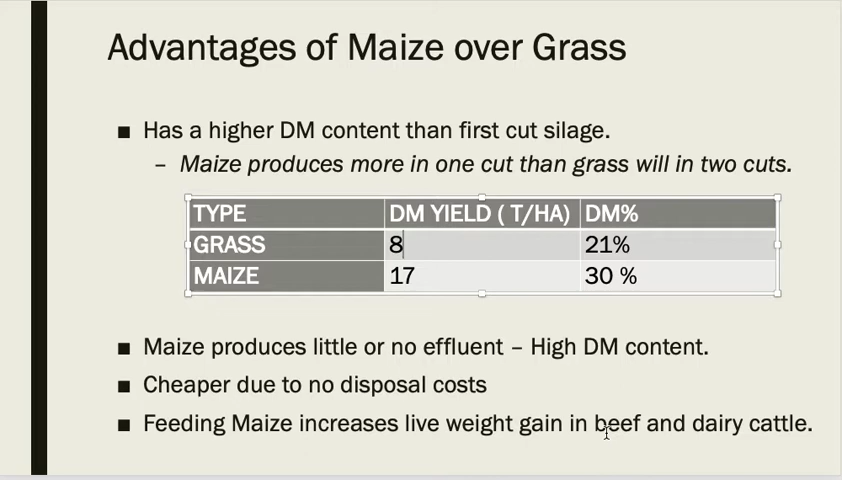 Advantages of Maize over Grass
■ Has a higher DM content than first cut silage.
– Maize produces more in one cut than grass will in two cuts.
TYPE DM YIELD ( T/HA) DM%
GRASS 8 21%
MAIZE 17 30 %
■ Maize produces little or no effluent – High DM content.
■ Cheaper due to no disposal costs
■ Feeding Maize increases live weight gain in beef and dairy cattle.